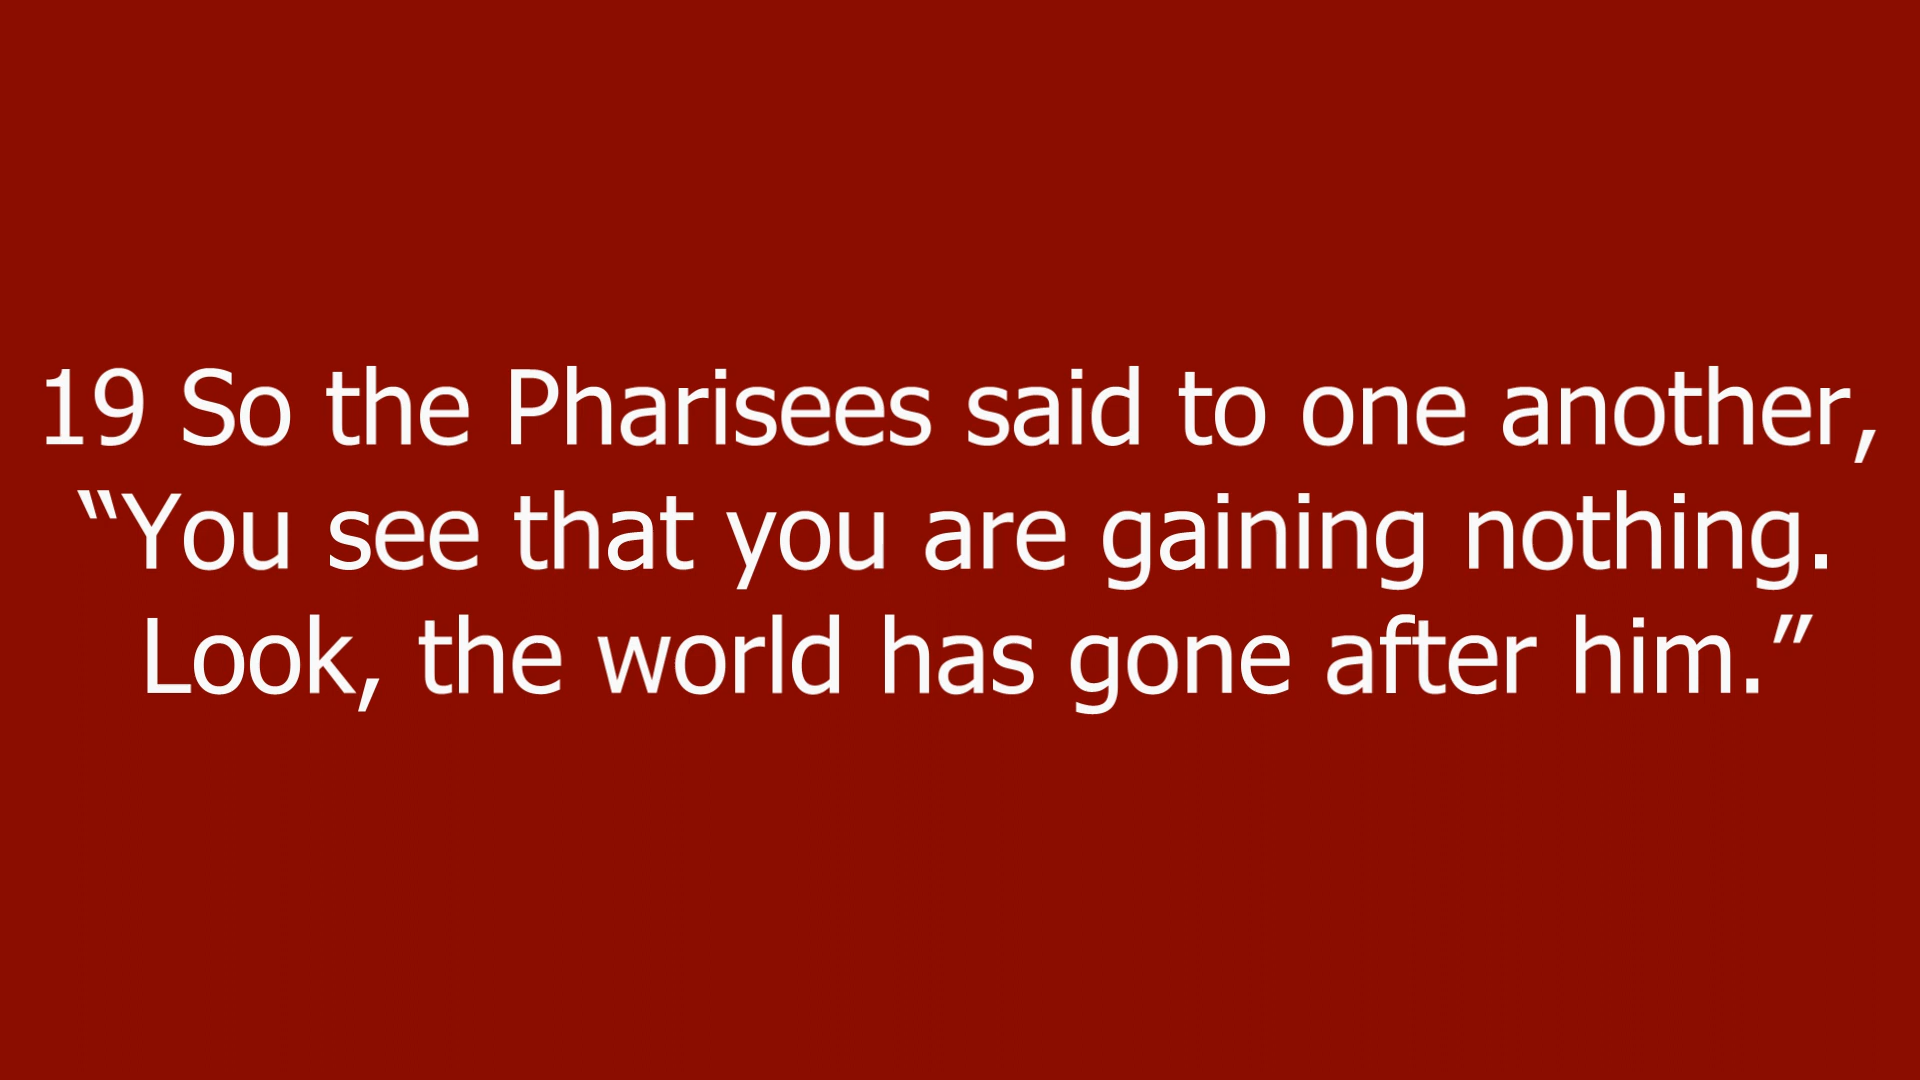 19 So the Pharisees said to one another,
“You see that you are gaining nothing.
Look, the world has gone after him.”